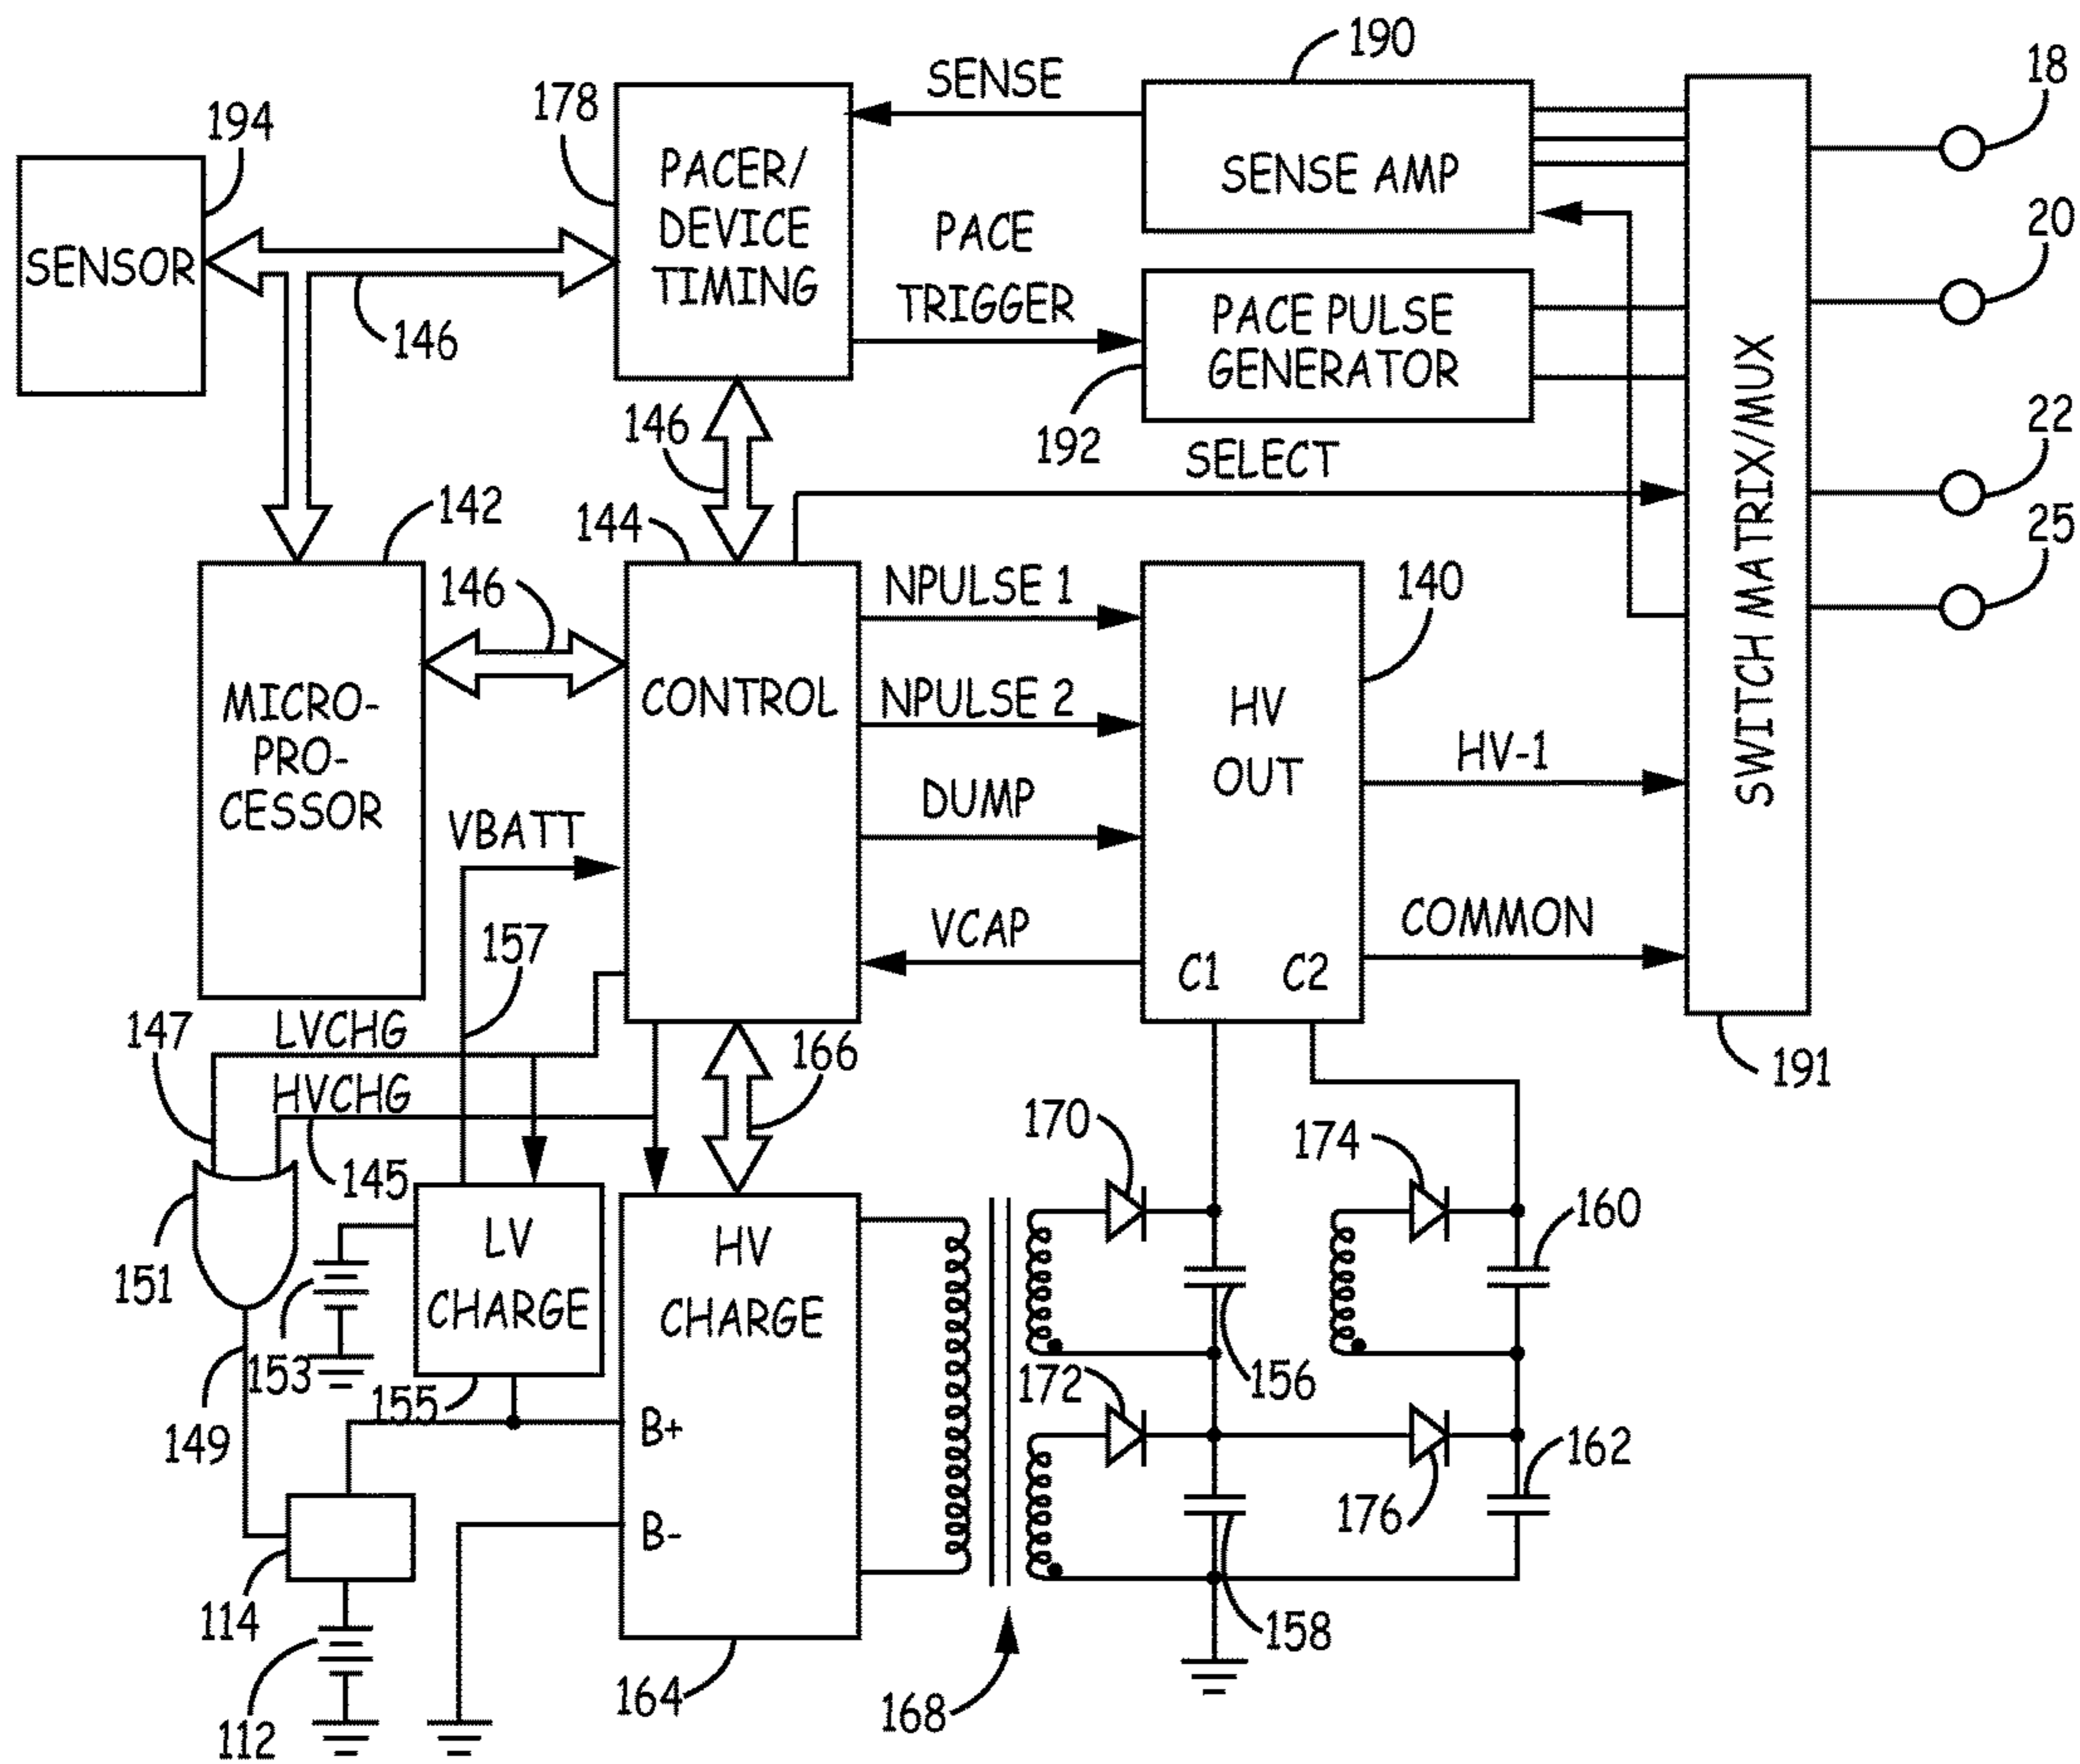 190
18
SENSE
178
194
PACER/
DEVICE
TIMING
SENSE AMP
20
PACE
TRIGGER
SENSOR
146
PACE PULSE
GENERATOR
192
146
SELECT
22
SWITCH MATRIX/MUX
142
144
25
146
NPULSE 1
140
MICRO-
PRO-
CESSOR
CONTROL
NPULSE 2
HV
OUT
HV-1
VBATT
DUMP
157
VCAP
COMMON
C1
C2
147
LVCHG
166
191
HVCHG
170
174
145
160
151
LV
CHARGE
HV
CHARGE
153
155
172
156
149
B+
162
176
B-
114
158
164
168
112